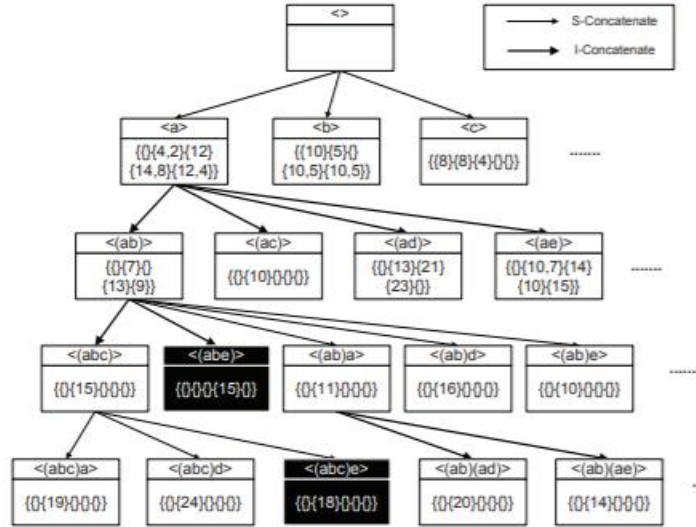 <>
S-Concatenate
I-Concatenate
<a>
{{}{4,2}{12}
{14,8}{12,4}}
<b>
{{10}{5}{}
{10,5}{10,5}}
<c>
{{8}{8}{4}{}{}}
.......
<(ab)>
{{}{7}{}
{13}{9}}
<(ac)>
{{}{10}{}{}{}}
<(ad)>
{{}{13}{21}
{23}{}}
<(ae)>
{{}{10,7}{14}
{10}{15}}
.......
<(abc)>
{{}{15}{}{}{}}
<(abe)>
{{}{}{}{15}{}}
<(ab)a>
{{}{11}{}{}{}}
<(ab)d>
{{}{16}{}{}{}}
<(ab)e>
{{}{10}{}{}{}}
.......
<(abc)a>
{{}{19}{}{}{}}
<(abc)d>
{{}{24}{}{}{}}
<(abc)e>
{{}{18}{}{}{}}
<(ab)(ad)>
{{}{20}{}{}{}}
<(ab)(ae)>
{{}{14}{}{}{}}